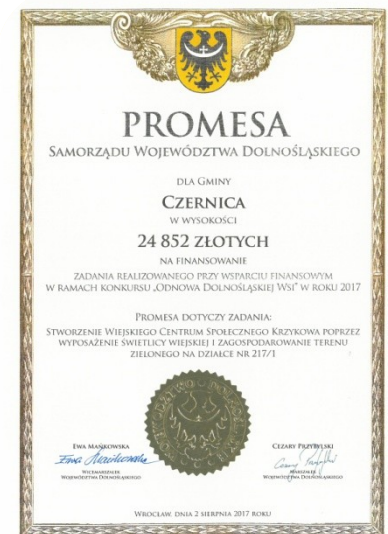 PROMESA
SAMORZĄDU WOJEWÓDZTWA DOLNOŚLĄSKIEGO
DLA GMINY
CZERNICA
W WYSOKOŚCI
24 852 ZŁOTYCH
NA FINANSOWANIE
ZADANIA REALIZOWANEGO PRZY WSPARCIU FINANSOWYM
W RAMACH KONKURSU „ODNOWA DOLNOŚLĄSKIEJ WSI” W ROKU 2017
PROMESA DOTYCZY ZADANIA:
STWORZENIE WIEJSKIEGO CENTRUM SPOŁECZNEGO KRZYKOWA POPRZEZ
WYPOSAŻENIE ŚWIETLICY WIEJSKIEJ I ZAGOSPODAROWANIE TERENU
ZIELONEGO NA DZIAŁCE NR 217/1
EWA MAŃKOWSKA
WICEMARSZAŁEK
WOJEWÓDZTWA DOLNOŚLĄSKIEGO
CEZARY PRZYBYLSKI
MARSZAŁEK
WOJEWÓDZTWA DOLNOŚLĄSKIEGO
WROCŁAW, DNIA 2 SIERPNIA 2017 ROKU